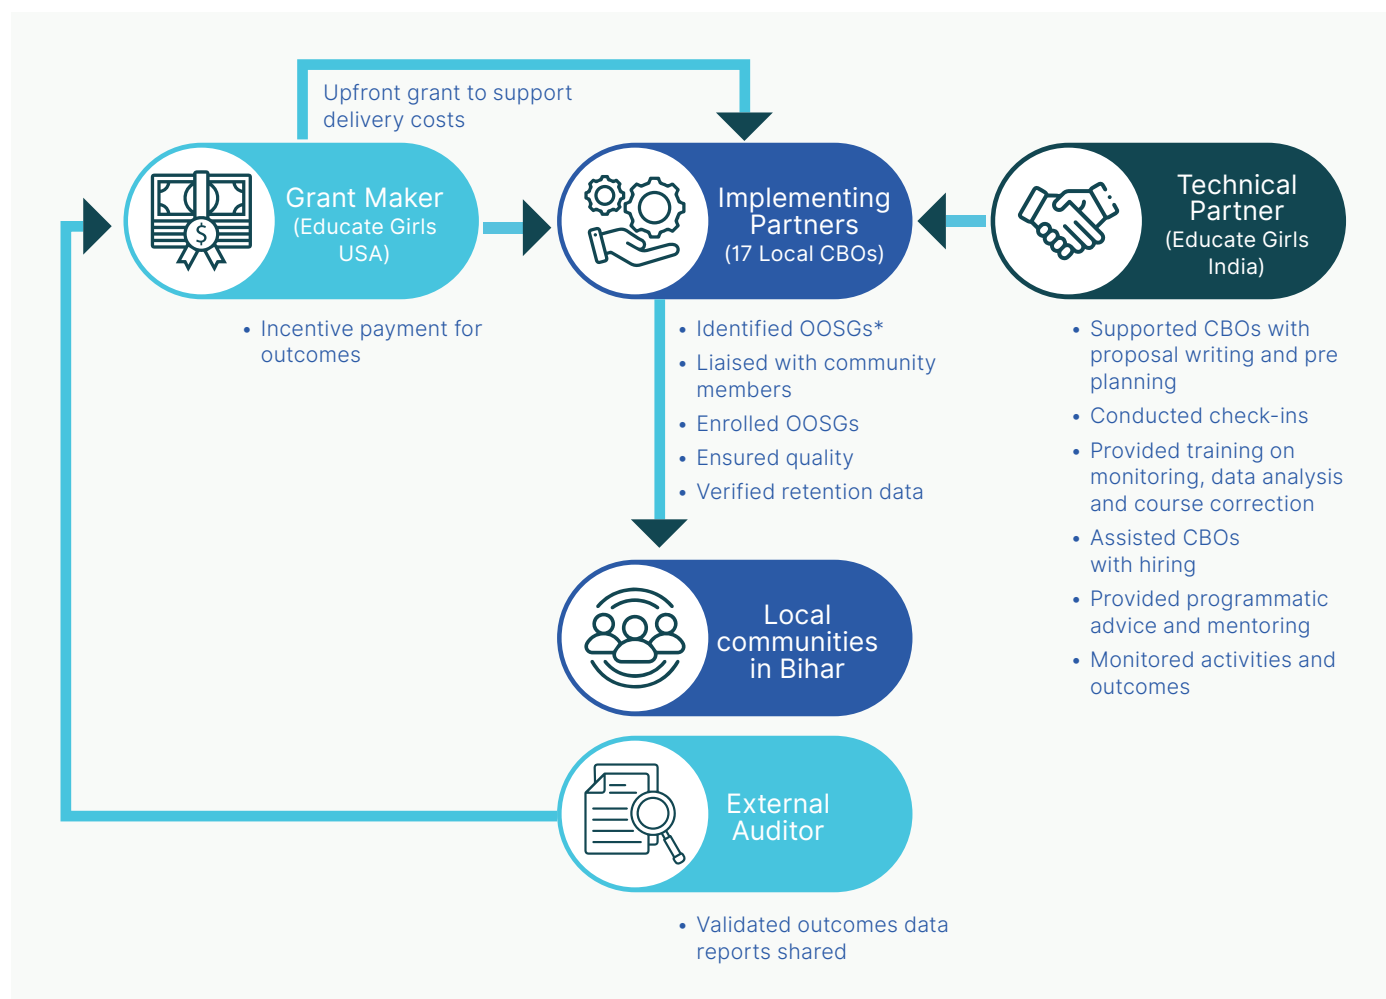 Upfront grant to support
delivery costs
Grant Maker
(Educate Girls
USA)
• Incentive payment for
outcomes
Implementing
Partners
(17 Local CBOs)
• Identified OOSGs*
• Liaised with community
members
• Enrolled OOSGs
• Ensured quality
• Verified retention data
Technical
Partner
(Educate Girls
India)
• Supported CBOs with
proposal writing and pre
planning
• Conducted check-ins
• Provided training on
monitoring, data analysis
and course correction
• Assisted CBOs
with hiring
• Provided programmatic
advice and mentoring
• Monitored activities and
outcomes
Local
communities
in Bihar
External
Auditor
• Validated outcomes data
reports shared
$